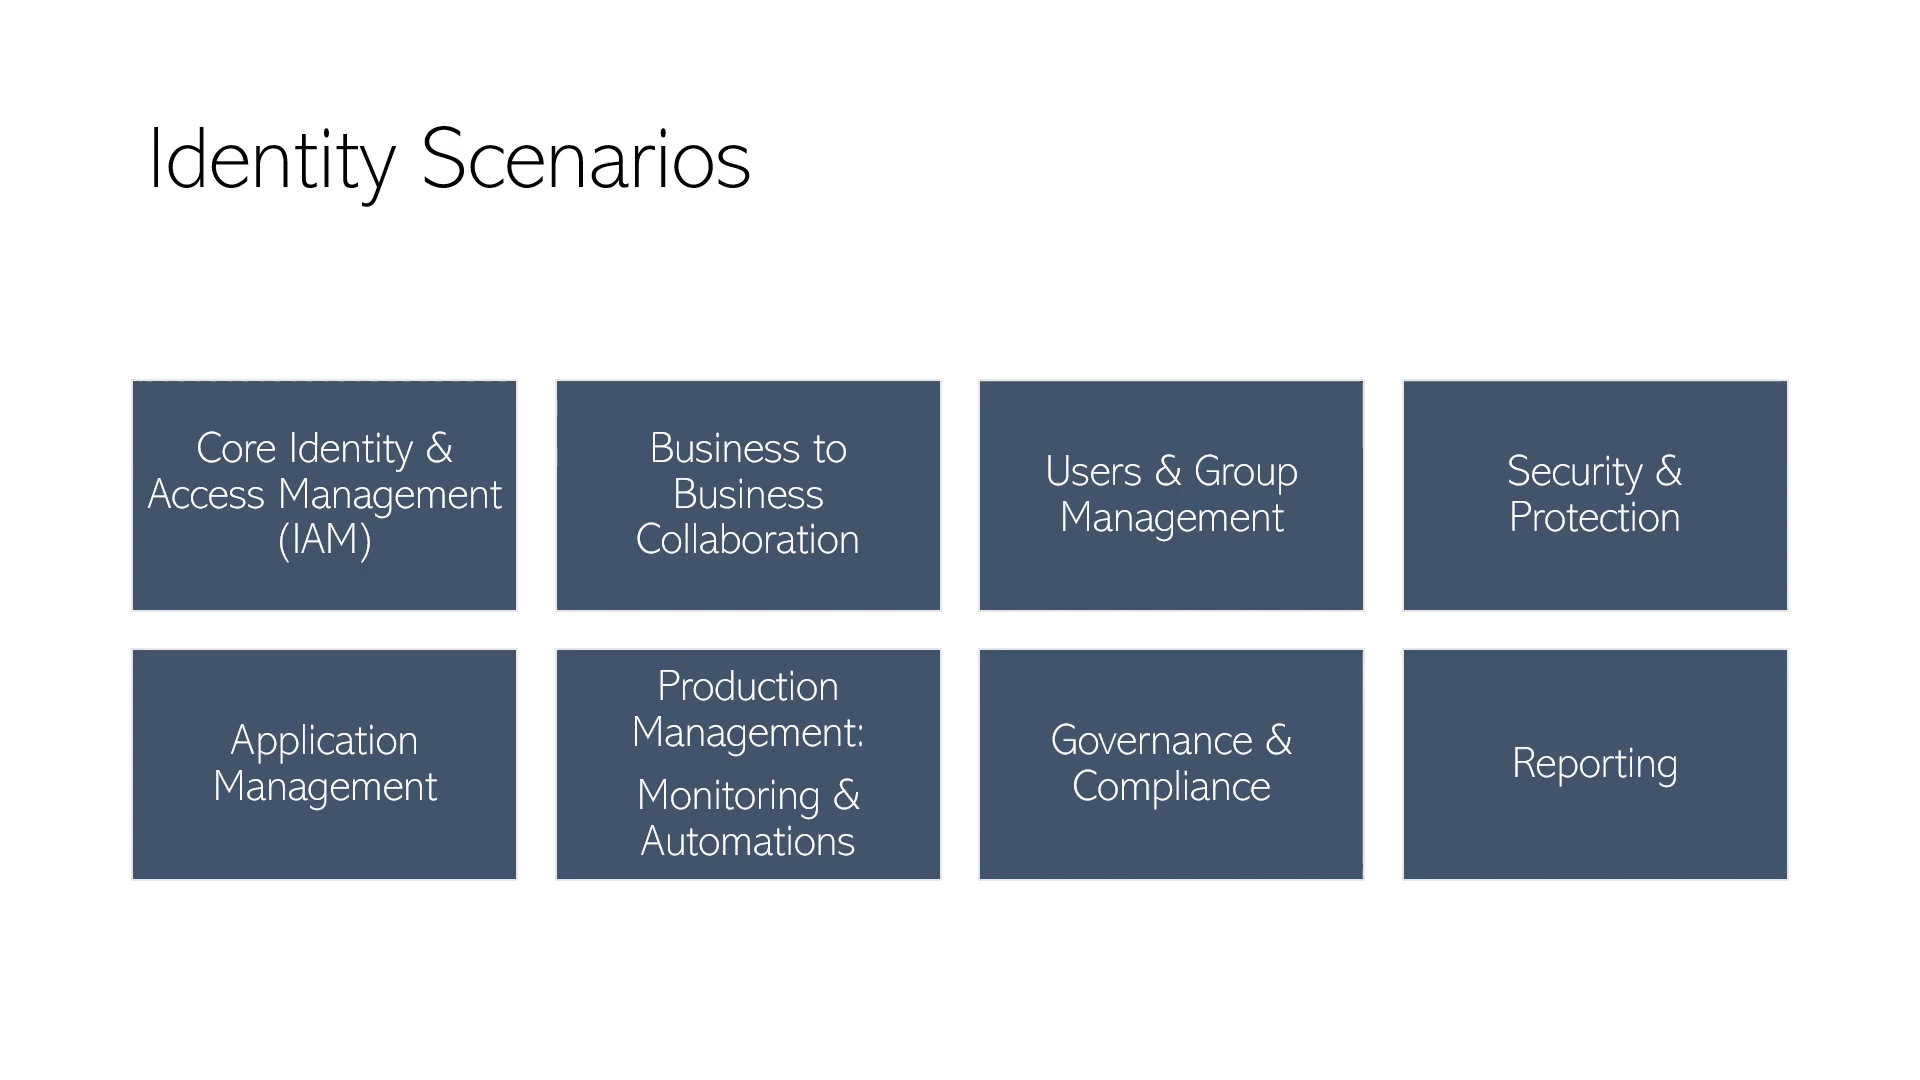 Identity Scenarios
Core Identity &
Access Management
(IAM)
Business to
Business
Collaboration
Users & Group
Management
Security &
Protection
Application
Management
Production
Management:
Monitoring &
Automations
Governance &
Compliance
Reporting